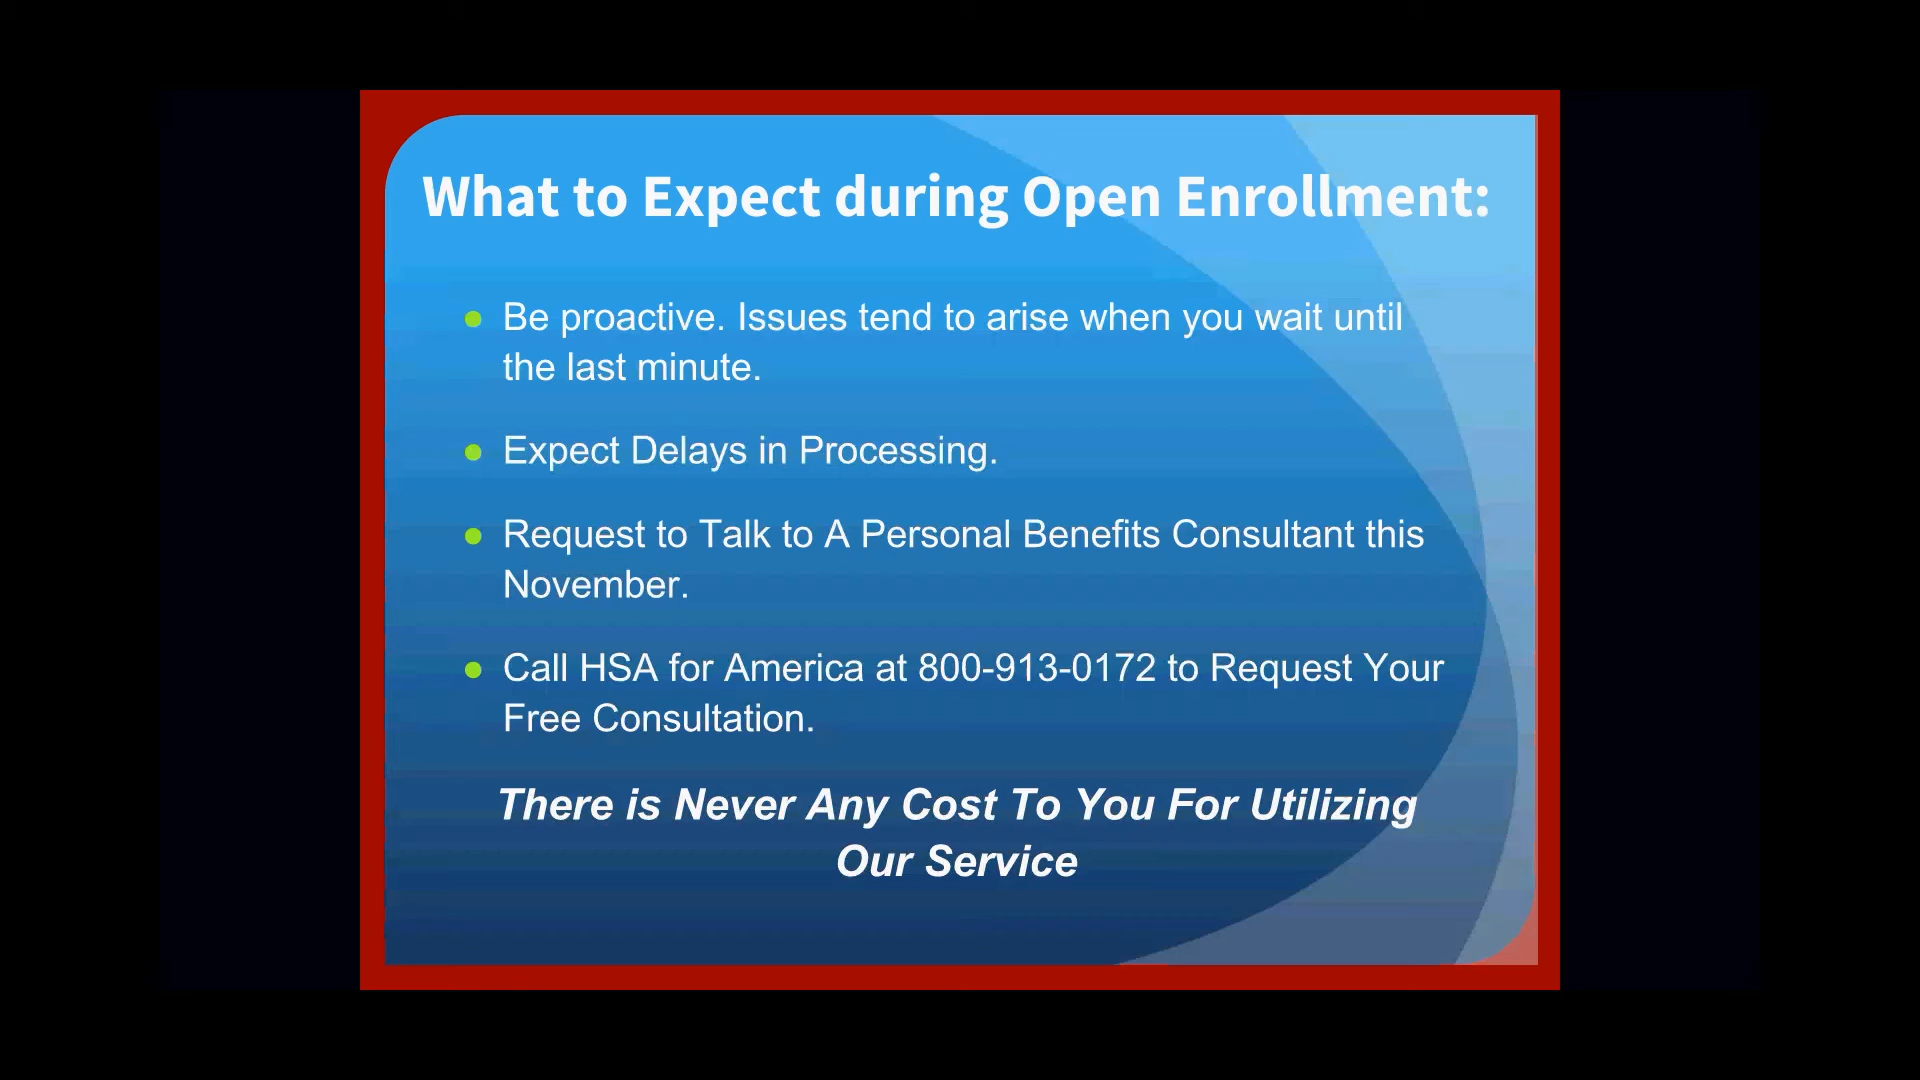 What to Expect during Open Enrollment:
Be proactive. Issues tend to arise when you wait until
the last minute.
Expect Delays in Processing.
Request to Talk to A Personal Benefits Consultant this
November.
Call HSA for America at 800-913-0172 to Request Your
Free Consultation.
There is Never Any Cost To You For Utilizing
Our Service